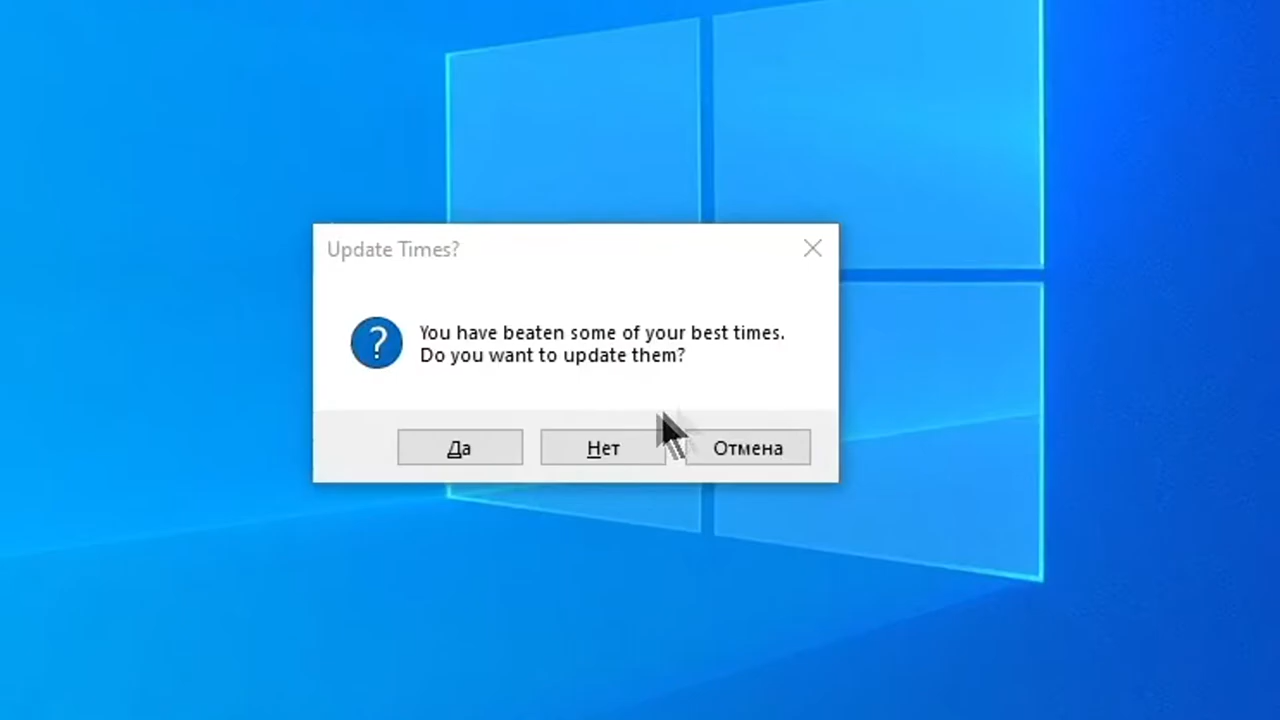 Update Times?
You have beaten some of your best times.
Do you want to update them?
Да
Нет
Отмена